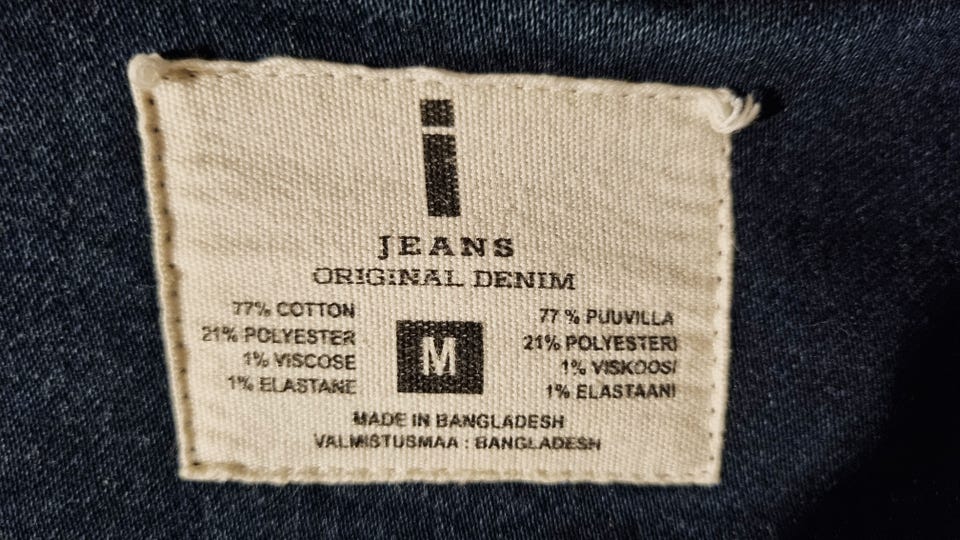 i
JEANS
ORIGINAL DENIM
77% COTTON
21% POLYESTER
1% VISCOSE
1% ELASTANE
M
77 % PUUVILLA
21% POLYESTERI
1% VISKOOSI
1% ELASTAANI
MADE IN BANGLADESH
VALMISTUSMAA : BANGLADESH